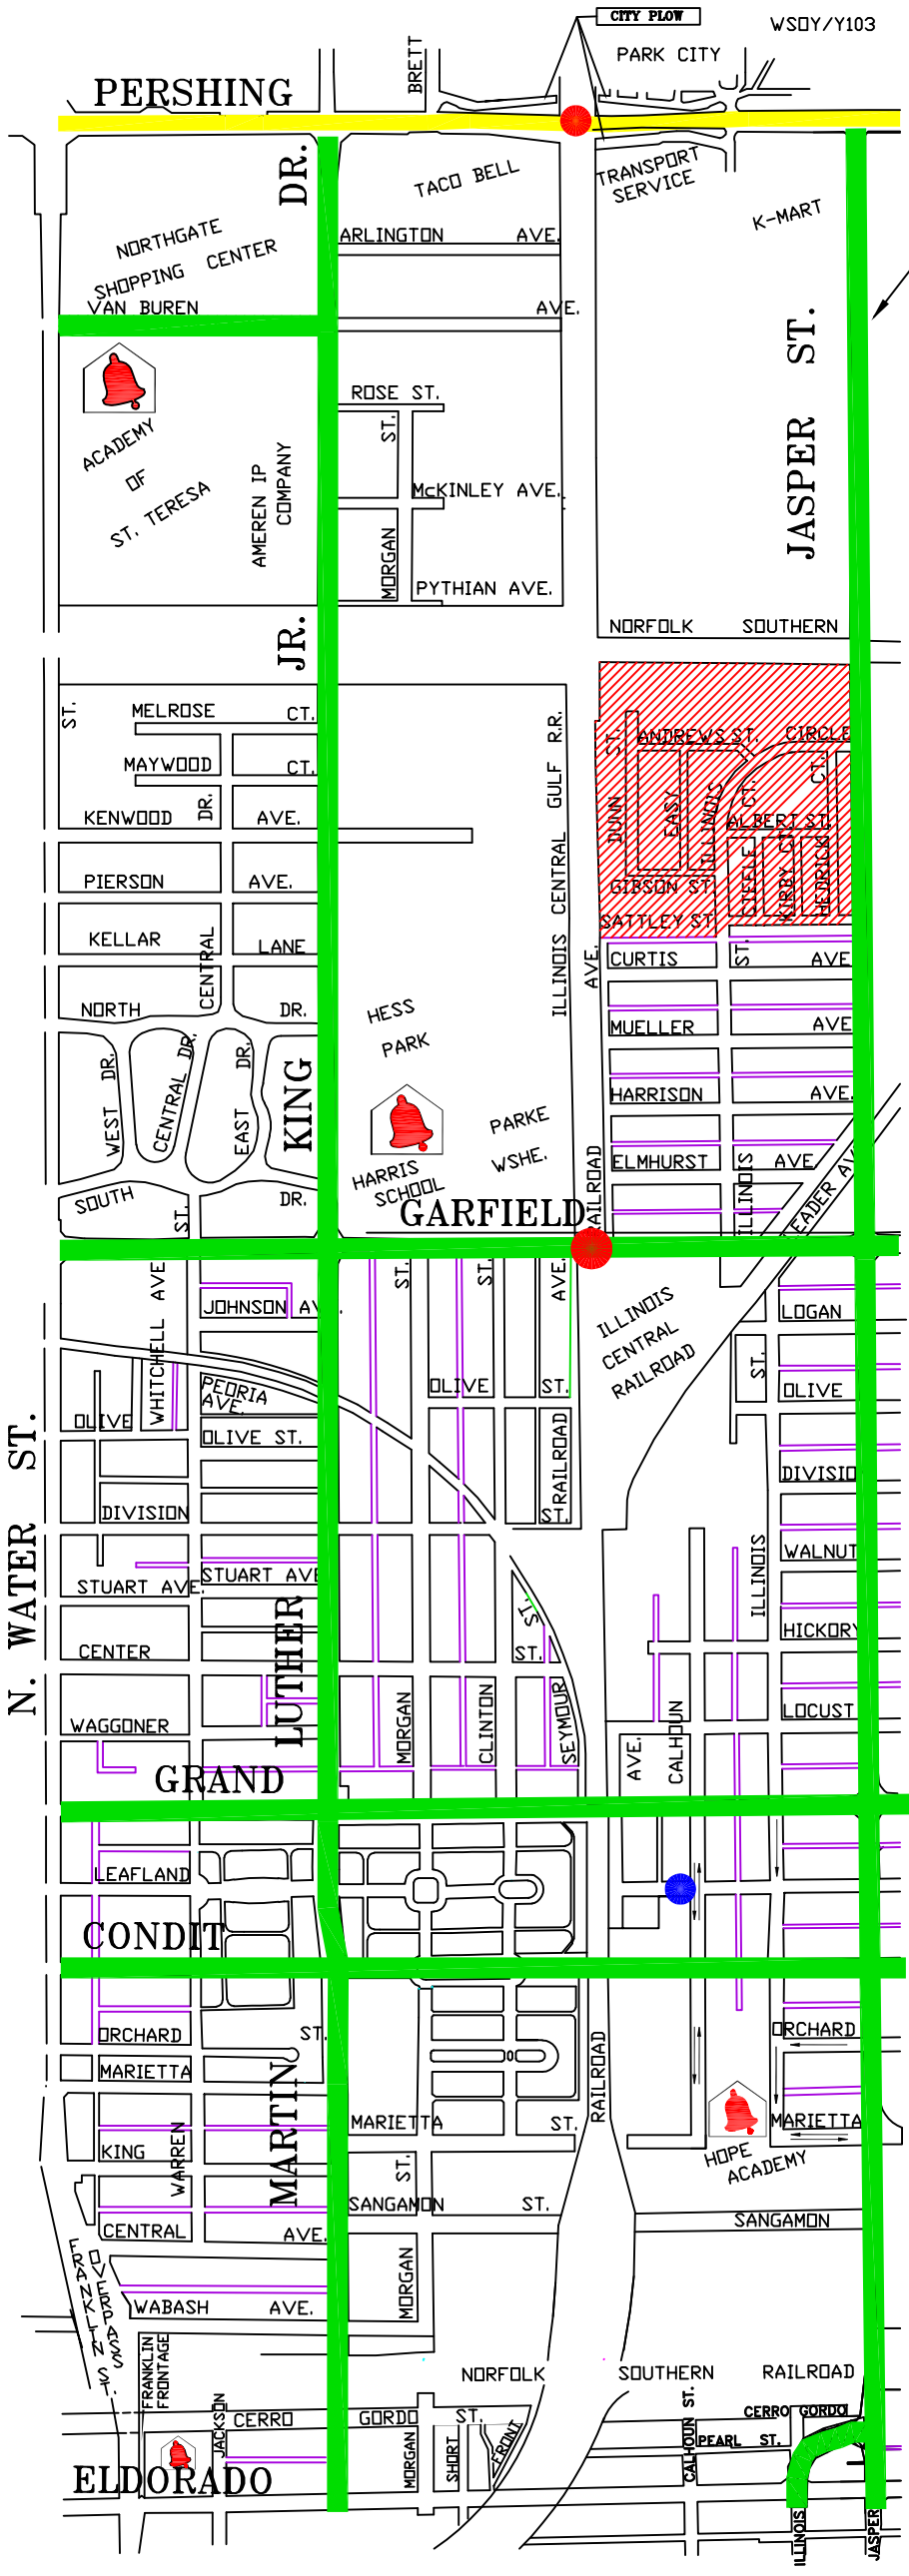 CITY PLOW
WSOY/Y103
PARK CITY
BRETT
PERSHING
DR.
TACO BELL
TRANSPORT
SERVICE
K-MART
NORTHGATE
SHOPPING CENTER
ARLINGTON AVE.
VAN BUREN AVE.
JASPER ST.
ROSE ST.
ST.
ACADEMY
OF
ST. TERESA
AMEREN IP
COMPANY
McKINLEY AVE.
MORGAN
PYTHIAN AVE.
JR.
NORFOLK SOUTHERN
ST.
MELROSE CT.
MAYWOOD CT.
DR.
KENWOOD AVE.
PIERSON AVE.
KELLAR LANE
CENTRAL
NORTH DR.
ILLINOIS CENTRAL GULF R.R.
DUNN ST.
ANDREWS ST.
CIRCLE
CT.
CT.
EASY
ILLINOIS
ALBERT ST.
STEELE
KIRBY CT
HEDRICK
GIBSON ST
SATTLEY ST
CURTIS AVE
ST.
AVE.
MUELLER AVE
HARRISON AVE.
ELMHURST AVE
ILLINOIS
LEADER AV
RAILROAD
HESS
PARK
PARKE
WSHE.
HARRIS
SCHOOL
WEST DR.
CENTRAL DR.
EAST DR.
KING
SOUTH DR.
ST.
GARFIELD
WHITCHELL AVE
JOHNSON AV.
ST.
ST.
AVE.
ILLINOIS
CENTRAL
RAILROAD
LOGAN
ST.
PEORIA
AVE.
OLIVE ST.
OLIVE
OLIVE
OLIVE ST.
N. WATER ST.
RAILROAD
DIVISION
ST.
DIVISIO
STUART AVE.
STUART AVE
WALNUT
ILLINOIS
CENTER
ST.
ST.
HICKORY
LUTHER
MORGAN
CLINTON
SEYMOUR
LOCUST
WAGGONER
AVE.
CALHOUN
GRAND
LEAFLAND
CONDIT
ORCHARD
ST.
ORCHARD
MARIETTA
MARTIN
RAILROAD
MARIETTA ST.
MARIETTA
KING
WARREN
ST.
HOPE
ACADEMY
SANGAMON ST.
SANGAMON
CENTRAL AVE.
FRANKLIN ST.
OVERPASS
MORGAN
WABASH AVE.
FRANKLIN
FRONTAGE
NORFOLK SOUTHERN RAILROAD
JACKSON
CERRO GORDO ST.
CALHOUN ST.
CERRO GORDO
PEARL ST.
MORGAN
SHORT
FRONT
ELDORADO
ILLINOIS
JASPER